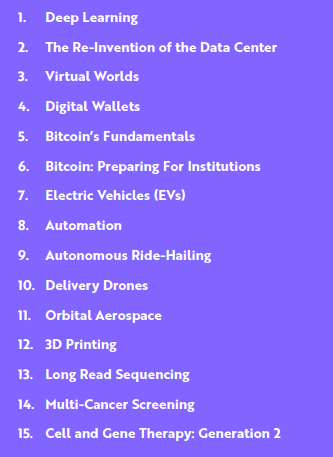 1. Deep Learning
2. The Re-Invention of the Data Center
3. Virtual Worlds
4. Digital Wallets
5. Bitcoin's Fundamentals
6. Bitcoin: Preparing For Institutions
7. Electric Vehicles (EVs)
8. Automation
9. Autonomous Ride-Hailing
10. Delivery Drones
11. Orbital Aerospace
12. 3D Printing
13. Long Read Sequencing
14. Multi-Cancer Screening
15. Cell and Gene Therapy: Generation 2